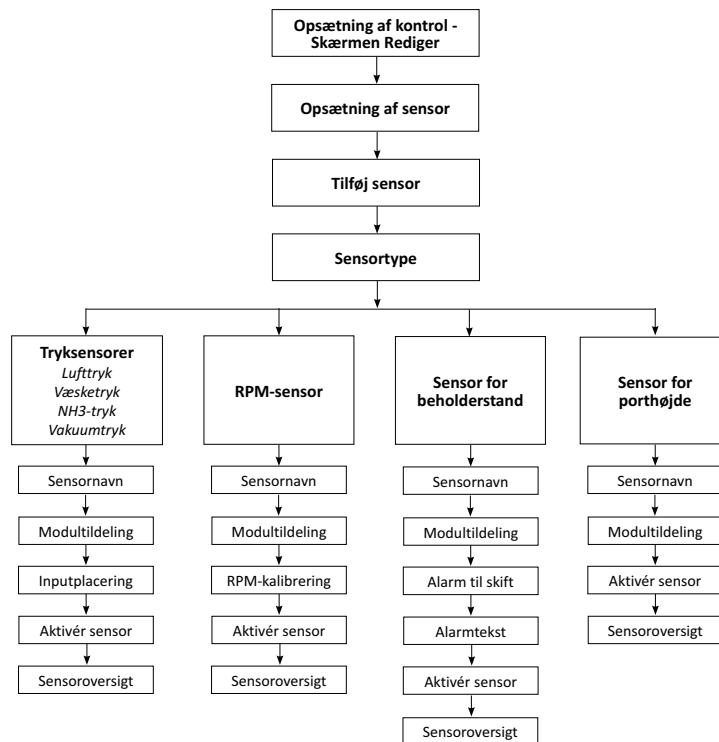 Opsætning af kontrol -
Skærmen Rediger
Opsætning af sensor
Tilføj sensor
Sensortype
Tryksensorer
Lufttryk
Væsketryk
NH3-tryk
Vakuumtryk
Sensornavn
Modultildeling
Inputplacering
Aktivér sensor
Sensoroversigt
RPM-sensor
Sensornavn
Modultildeling
RPM-kalibrering
Aktivér sensor
Sensoroversigt
Sensor for
beholderstand
Sensornavn
Modultildeling
Alarm til skift
Alarmtekst
Aktivér sensor
Sensoroversigt
Sensor for
porthøjde
Sensornavn
Modultildeling
Aktivér sensor
Sensoroversigt